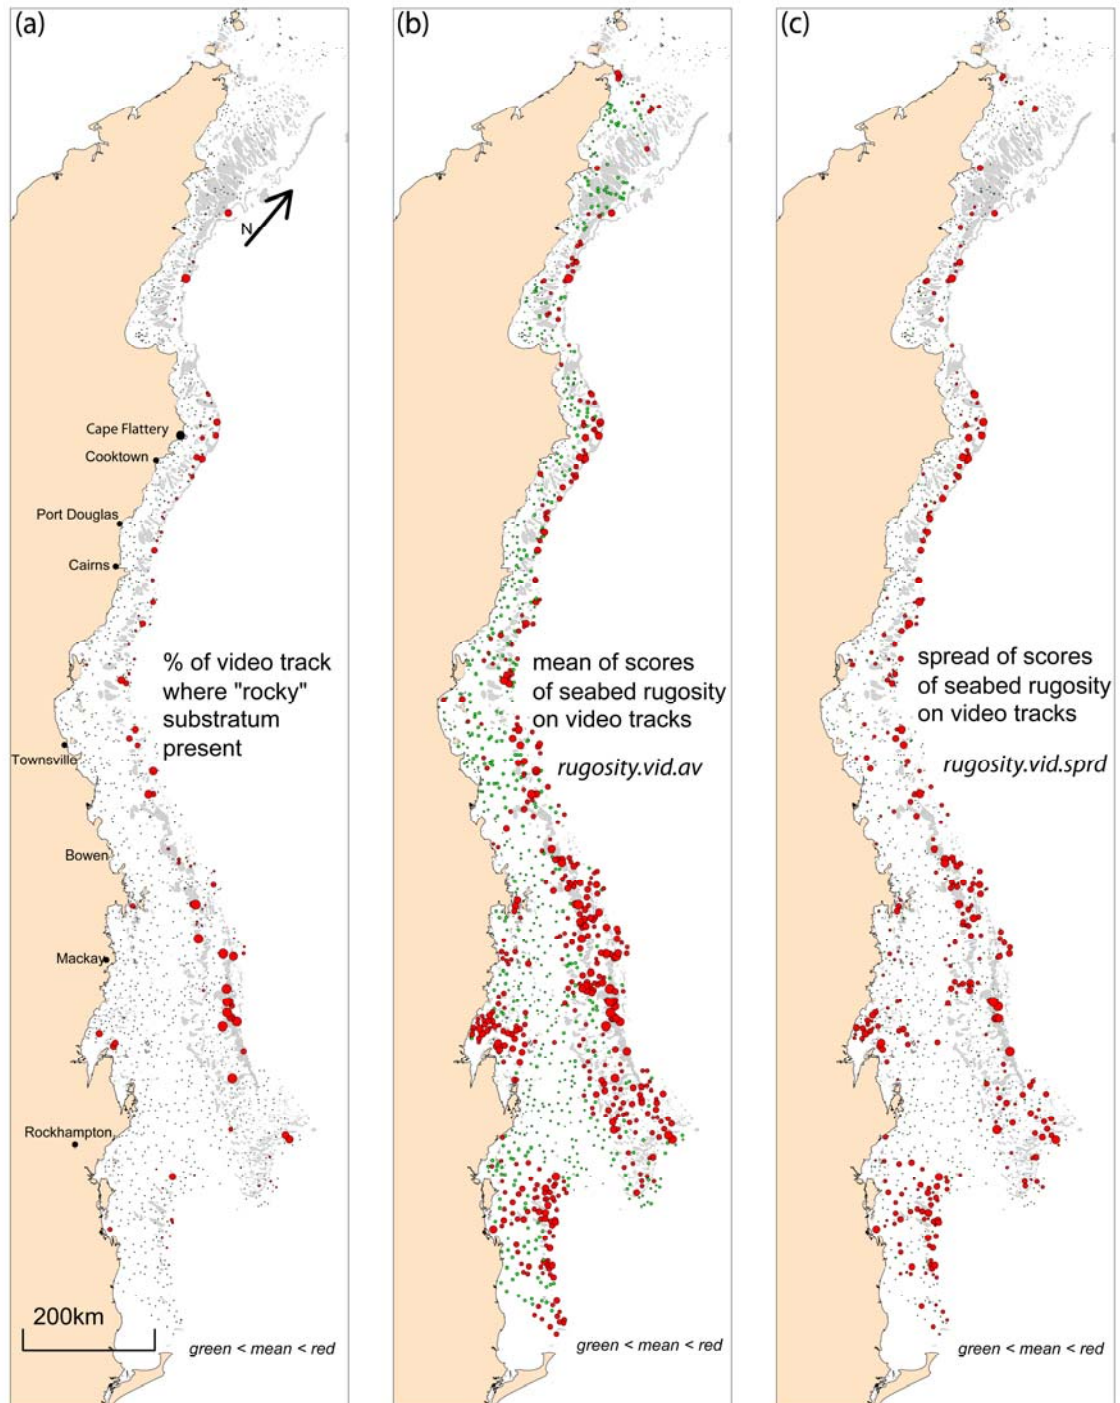 (a)
N
Cape Flattery
Cooktown
Port Douglas
Cairns
% of video track
where "rocky"
substratum
present
Townsville
Bowen
Mackay
Rockhampton
200km
green < mean < red
(b)
mean of scores
of seabed rugosity
on video tracks
rugosity.vid.av
green < mean < red
(c)
spread of scores
of seabed rugosity
on video tracks
rugosity.vid.sprd
green < mean < red